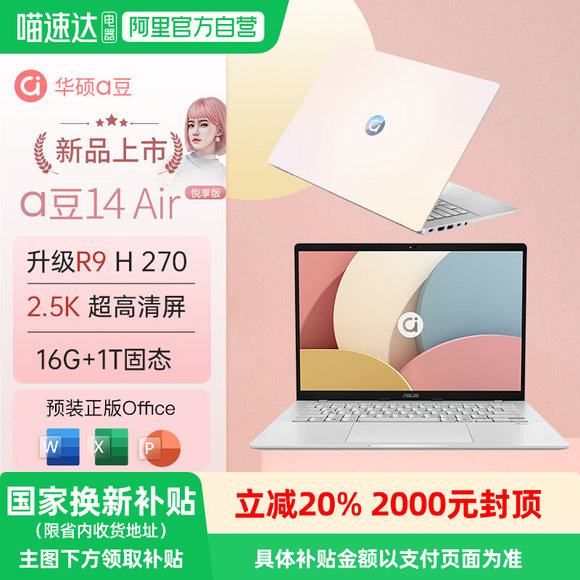 喵速达电器 阿里官方自营
华硕a豆
新品上市
a豆14 Air 悦享版
升级R9 H 270
2.5K 超高清屏
16G+1T固态
预装正版Office
W X P
ASUS
国家换新补贴
(限省内收货地址)
主图下方领取补贴
立减20% 2000元封顶
具体补贴金额以支付页面为准